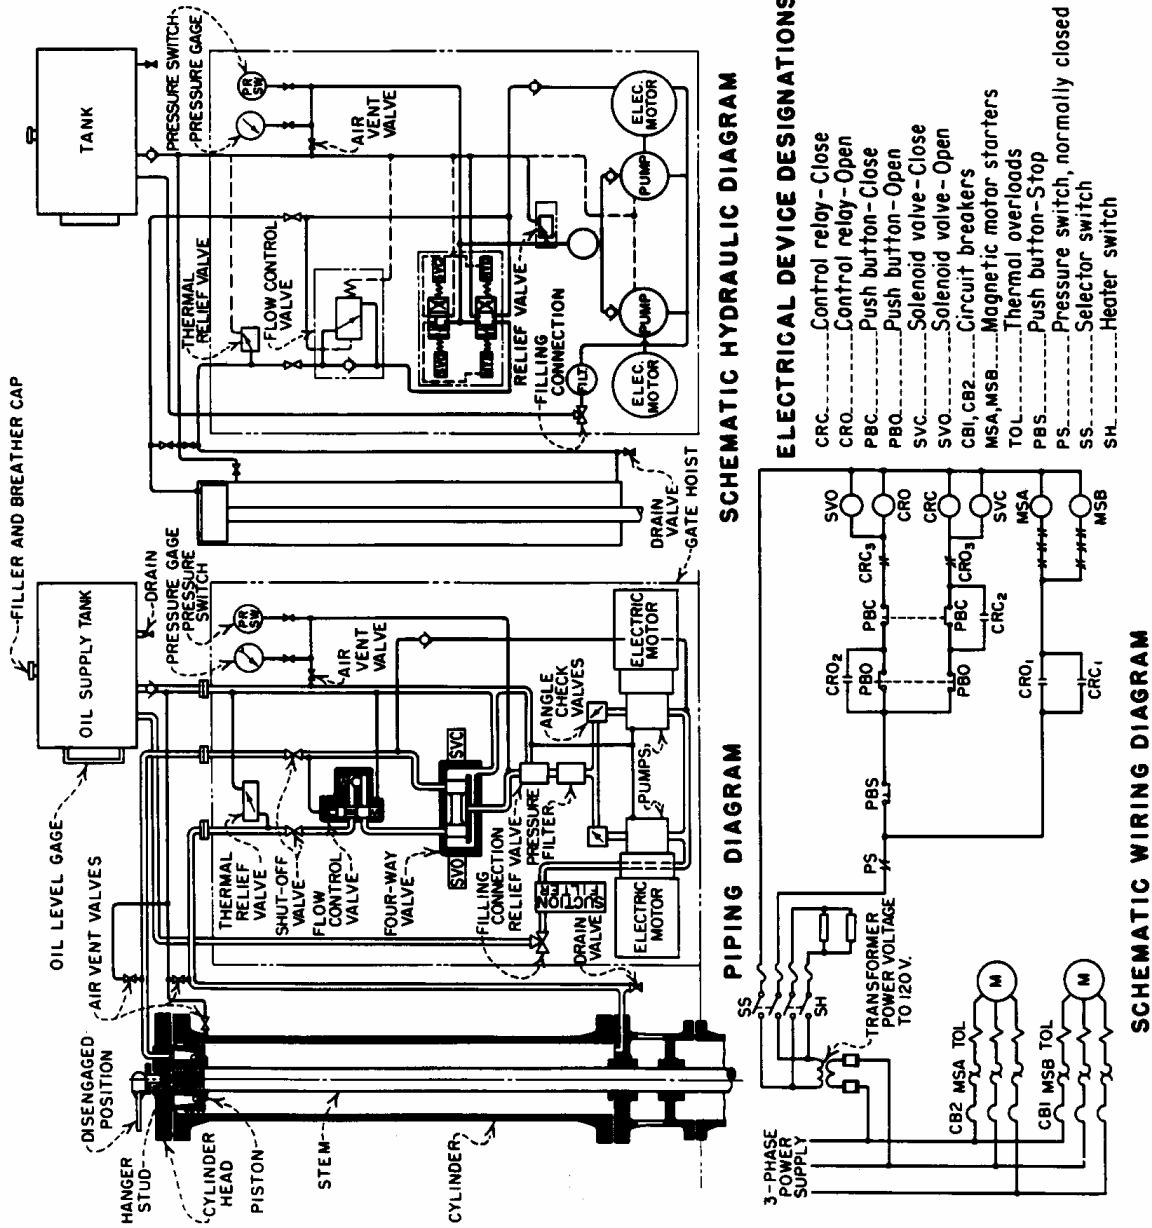 FILLER AND BREATHER CAP
OIL LEVEL GAGE
OIL SUPPLY TANK
DRAIN
PRESSURE GAGE
PRESSURE
SWITCH
PR
SW
AIR
VENT
VALVE
AIR VENT VALVES
DISENGAGED
POSITION
HANGER
STUD
CYLINDER
HEAD
PISTON
STEM
CYLINDER
THERMAL
RELIEF
VALVE
SHUT-OFF
VALVES
FLOW
CONTROL
VALVE
FOUR-WAY
VALVE
SVO
SVC
FILLING
CONNECTION
RELIEF VALVE
PRESSURE
FILTER
SUCTION
FILTER
DRAIN
VALVE
ANGLE
CHECK
VALVES
PUMPS
ELECTRIC
MOTOR
ELECTRIC
MOTOR
GATE HOIST
PIPING DIAGRAM
TANK
PRESSURE SWITCH
PRESSURE GAGE
PR
SW
AIR
VENT
VALVE
THERMAL
RELIEF VALVE
FLOW CONTROL
VALVE
RELIEF VALVE
FILLING
CONNECTION
FILT
PUMP
PUMP
ELEC.
MOTOR
ELEC.
MOTOR
DRAIN
VALVE
SCHEMATIC HYDRAULIC DIAGRAM
ELECTRICAL DEVICE DESIGNATIONS
CRC Control relay-Close
CRO Control relay-Open
PBC Push button-Close
PBO Push button-Open
SVC Solenoid valve-Close
SVO Solenoid valve-Open
CB1, CB2 Circuit breakers
MSA, MSB Magnetic motor starters
TOL Thermal overloads
PBS Push button-Stop
PS Pressure switch, normally closed
SS Selector switch
SH Heater switch
3-PHASE
POWER
SUPPLY
CB2 MSA TOL
M
CB1 MSB TOL
M
SS
SH
TRANSFORMER
POWER VOLTAGE
TO 120 V.
PS
PBS
CRO2
PBO
PBC
CRC3
SVO
CRO
PBO
PBC
CRC2
CRO3
CRC
SVC
CRO1
CRC1
MSA
MSB
SCHEMATIC WIRING DIAGRAM